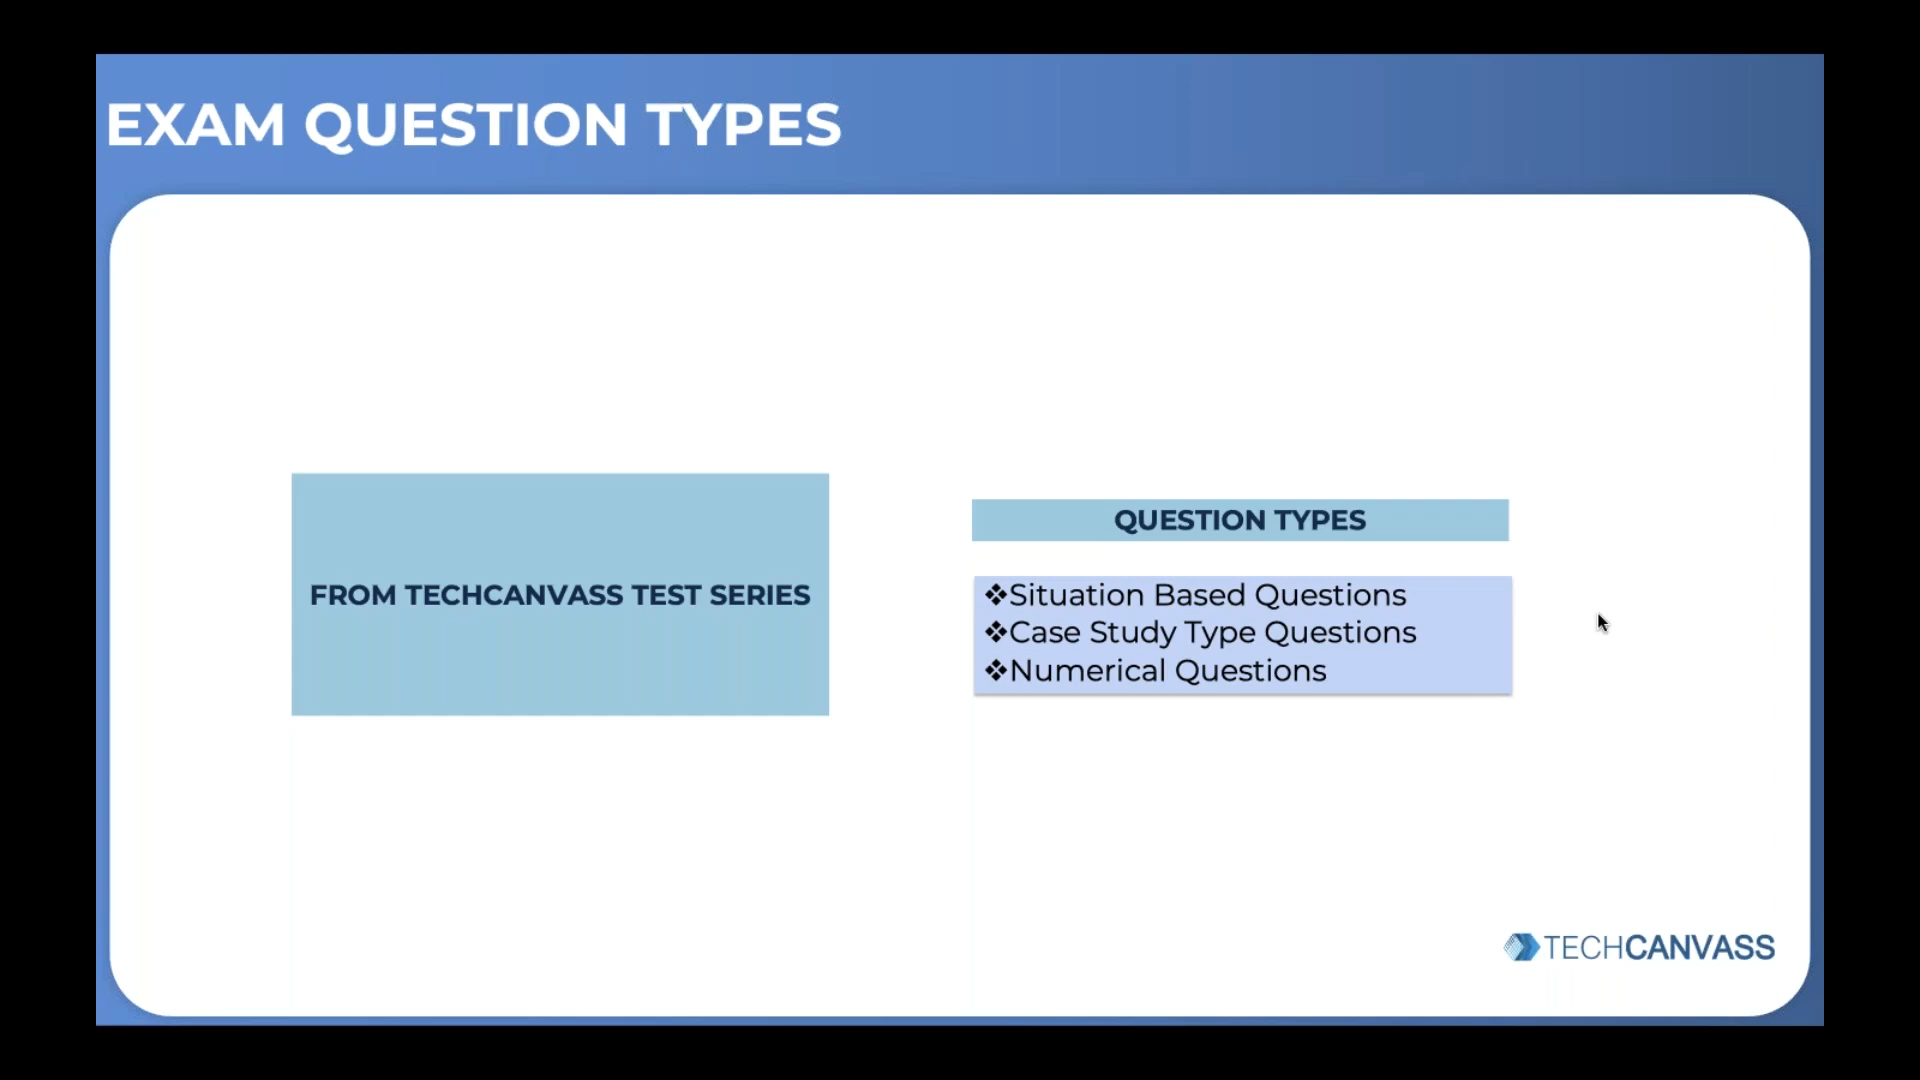 EXAM QUESTION TYPES
FROM TECHCANVASS TEST SERIES
QUESTION TYPES
❖Situation Based Questions
❖Case Study Type Questions
❖Numerical Questions
TECHCANVASS